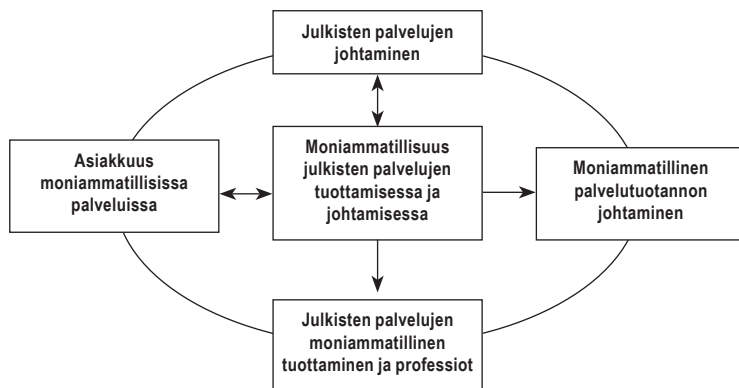 Julkisten palvelujen
johtaminen
Asiakkuus
moniammatillisissa
palveluissa
Moniammatillisuus
julkisten palvelujen
tuottamisessa ja
johtamisessa
Moniammatillinen
palvelutuotannon
johtaminen
Julkisten palvelujen
moniammatillinen
tuottaminen ja professiot